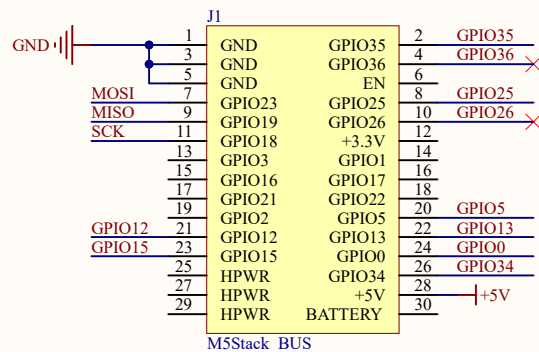 J1
GND 1 GND GPIO35 2 GPIO35
3 GND GPIO36 4 GPIO36
5 GND EN 6
MOSI 7 GPIO23 GPIO25 8 GPIO25
MISO 9 GPIO19 GPIO26 10 GPIO26
SCK 11 GPIO18 +3.3V 12
13 GPIO3 GPIO1 14
15 GPIO16 GPIO17 16
17 GPIO21 GPIO22 18
19 GPIO2 GPIO5 20 GPIO5
GPIO12 21 GPIO12 GPIO13 22 GPIO13
GPIO15 23 GPIO15 GPIO0 24 GPIO0
25 HPWR GPIO34 26 GPIO34
27 HPWR +5V 28 +5V
29 HPWR BATTERY 30
M5Stack_BUS